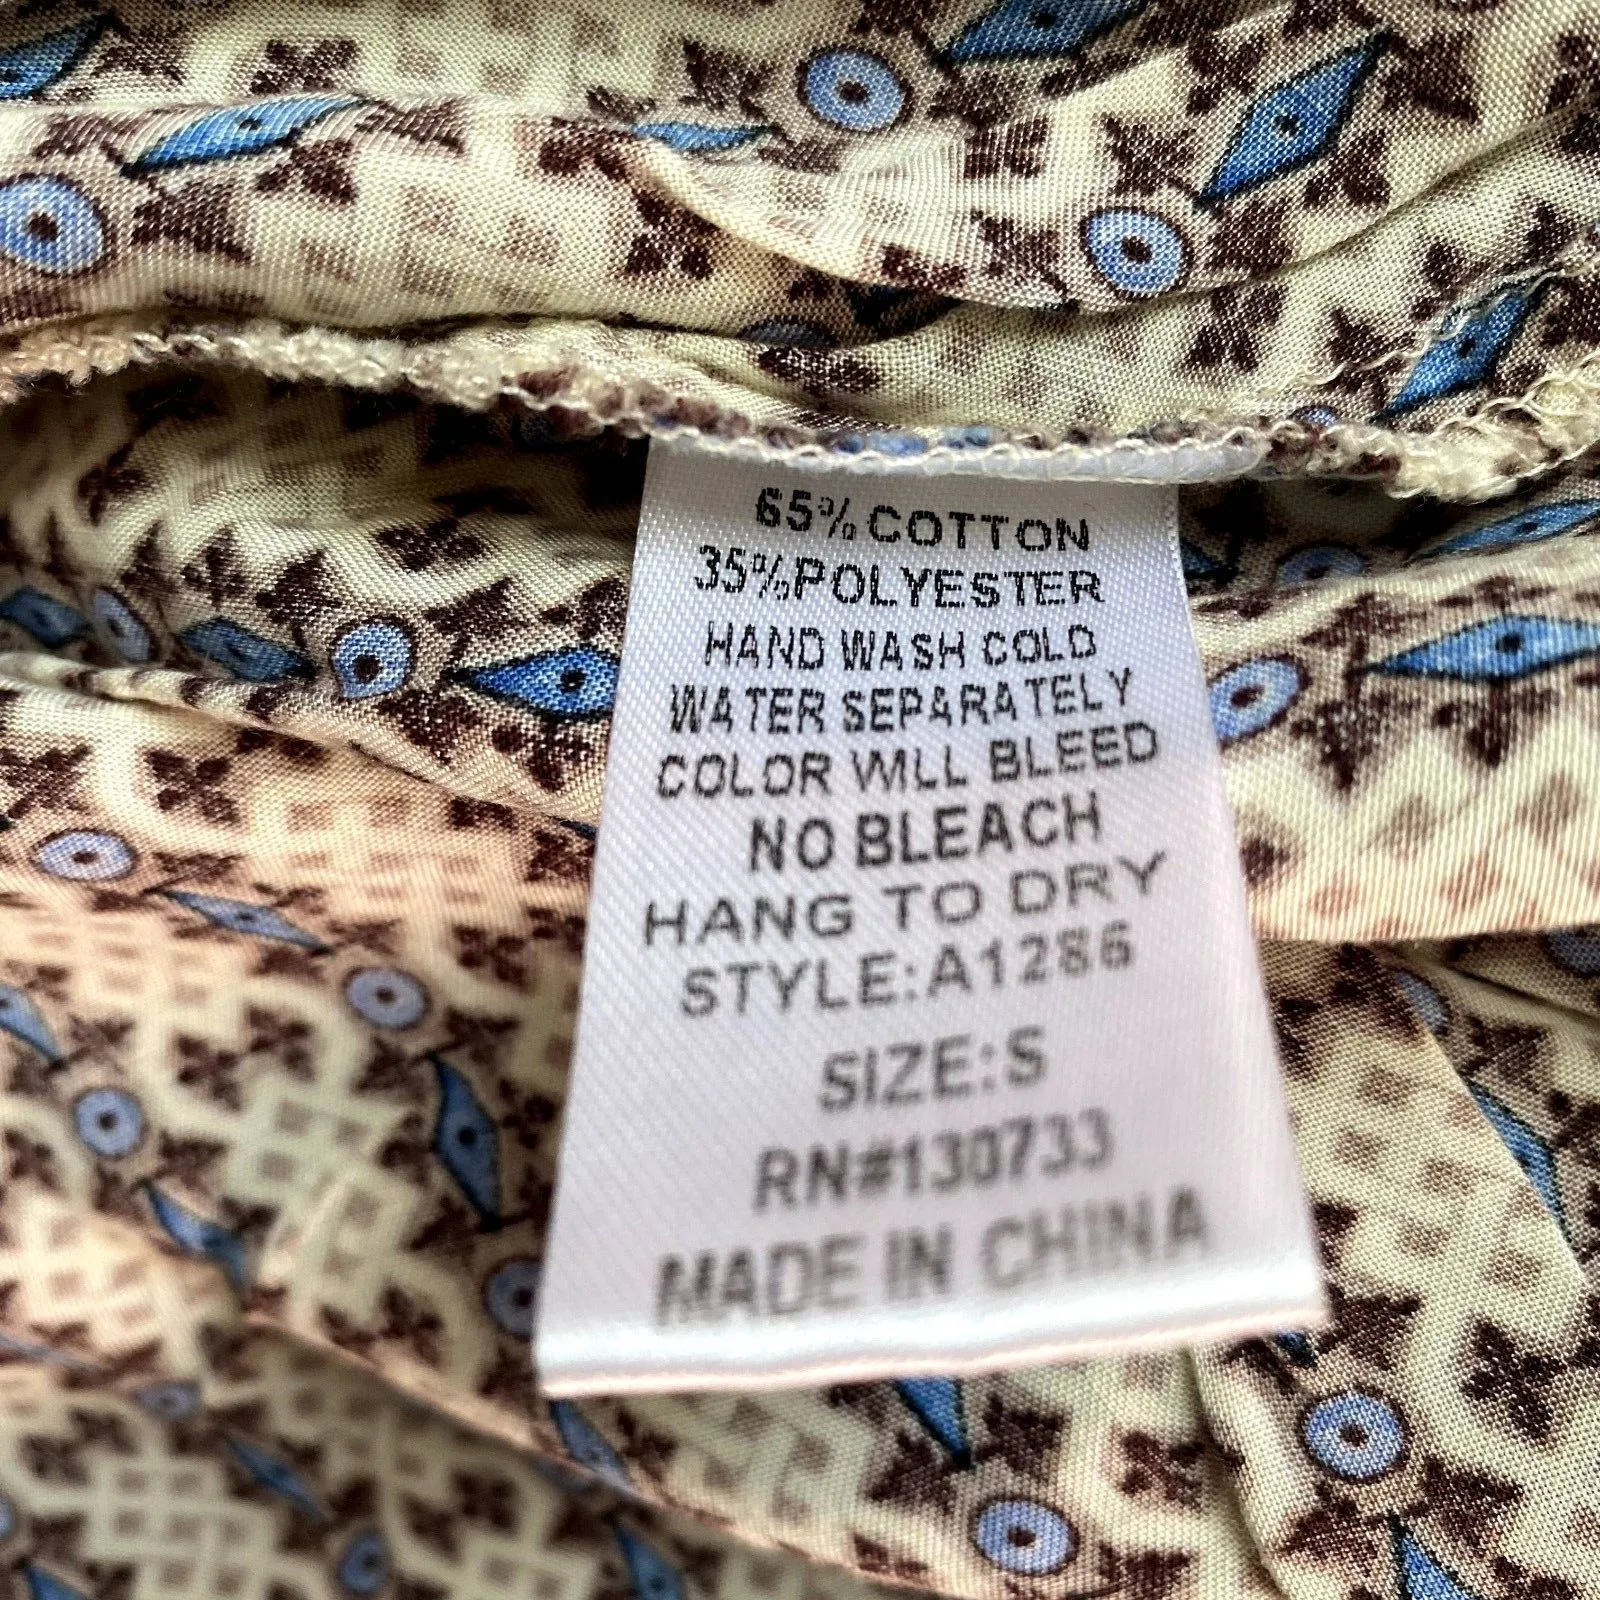 65% COTTON
35% POLYESTER
HAND WASH COLD
WATER SEPARATELY
COLOR WILL BLEED
NO BLEACH
HANG TO DRY
STYLE:A1286
SIZE:S
RN#130733
MADE IN CHINA